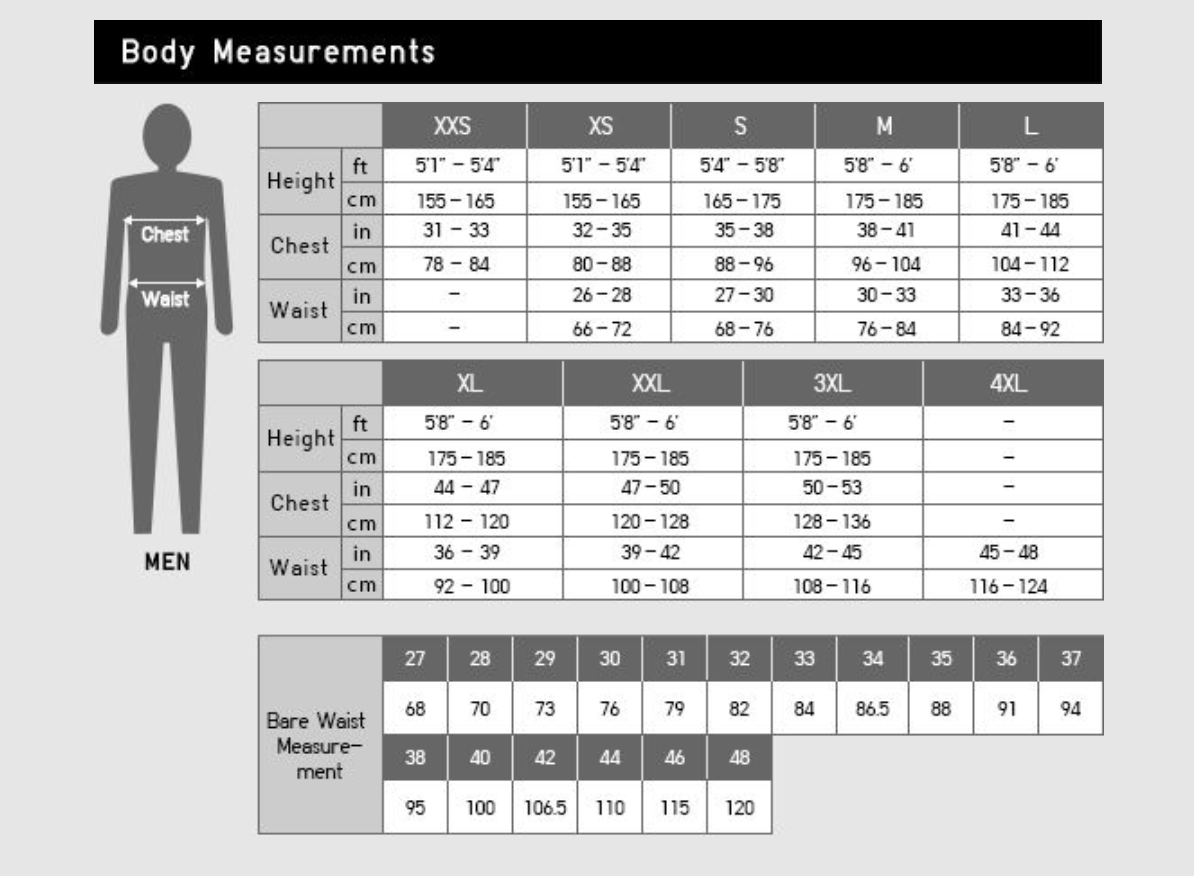 Body Measurements
XXS XS S M L
Height ft 5'1" – 5'4" 5'1" – 5'4" 5'4" – 5'8" 5'8" – 6' 5'8" – 6'
cm 155 – 165 155 – 165 165 – 175 175 – 185 175 – 185
Chest in 31 – 33 32 – 35 35 – 38 38 – 41 41 – 44
cm 78 – 84 80 – 88 88 – 96 96 – 104 104 – 112
Waist in – 26 – 28 27 – 30 30 – 33 33 – 36
cm – 66 – 72 68 – 76 76 – 84 84 – 92
Chest
Waist
MEN
XL XXL 3XL 4XL
Height ft 5'8" – 6' 5'8" – 6' 5'8" – 6' –
cm 175 – 185 175 – 185 175 – 185 –
Chest in 44 – 47 47 – 50 50 – 53 –
cm 112 – 120 120 – 128 128 – 136 –
Waist in 36 – 39 39 – 42 42 – 45 45 – 48
cm 92 – 100 100 – 108 108 – 116 116 – 124
Bare Waist
Measure–
ment
27 28 29 30 31 32 33 34 35 36 37
68 70 73 76 79 82 84 86.5 88 91 94
38 40 42 44 46 48
95 100 106.5 110 115 120